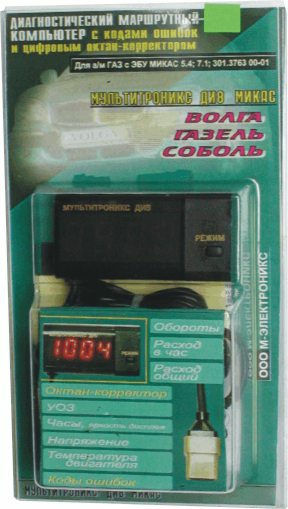 ДИАГНОСТИЧЕСКИЙ МАРШРУТНЫЙ
КОМПЬЮТЕР с кодами ошибок
и цифровым октан-корректором
Для а/м ГАЗ с ЭБУ МИКАС 5.4; 7.1; 301.3763 00-01
МУЛЬТИТРОНИКС ДИ8 МИКАС
ВОЛГА
ГАЗЕЛЬ
СОБОЛЬ
МУЛЬТИТРОНИКС ДИ8
РЕЖИМ
ООО М-ЭЛЕКТРОНИКС
1004
РЕЖИМ
Обороты
Расход
в час
Расход
общий
Октан-корректор
УОЗ
Часы, яркость дисплея
Напряжение
Температура
двигателя
Коды ошибок
МУЛЬТИТРОНИКС ДИ8 МИКАС